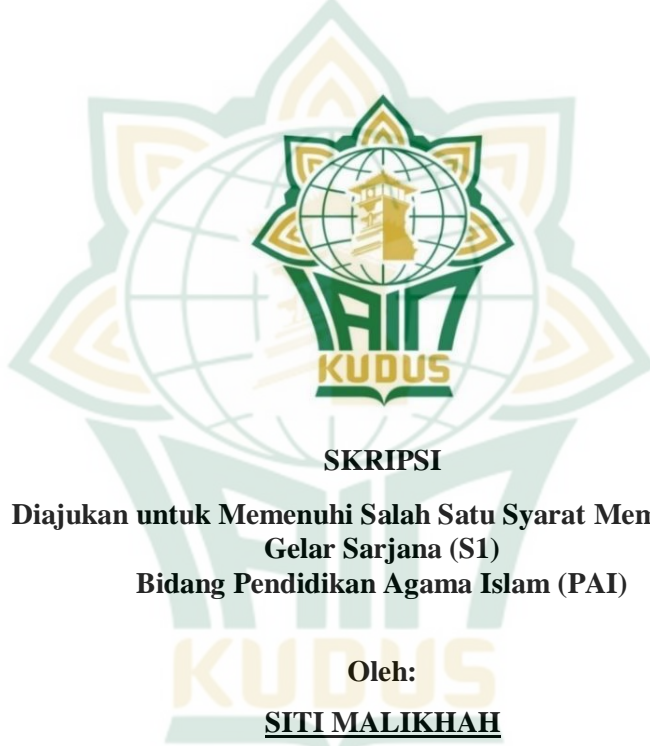 IAIN
KUDUS
SKRIPSI
Diajukan untuk Memenuhi Salah Satu Syarat
Gelar Sarjana (S1)
Bidang Pendidikan Agama Islam (PAI)
KUDUS
Oleh:
SITI MALIKHAH